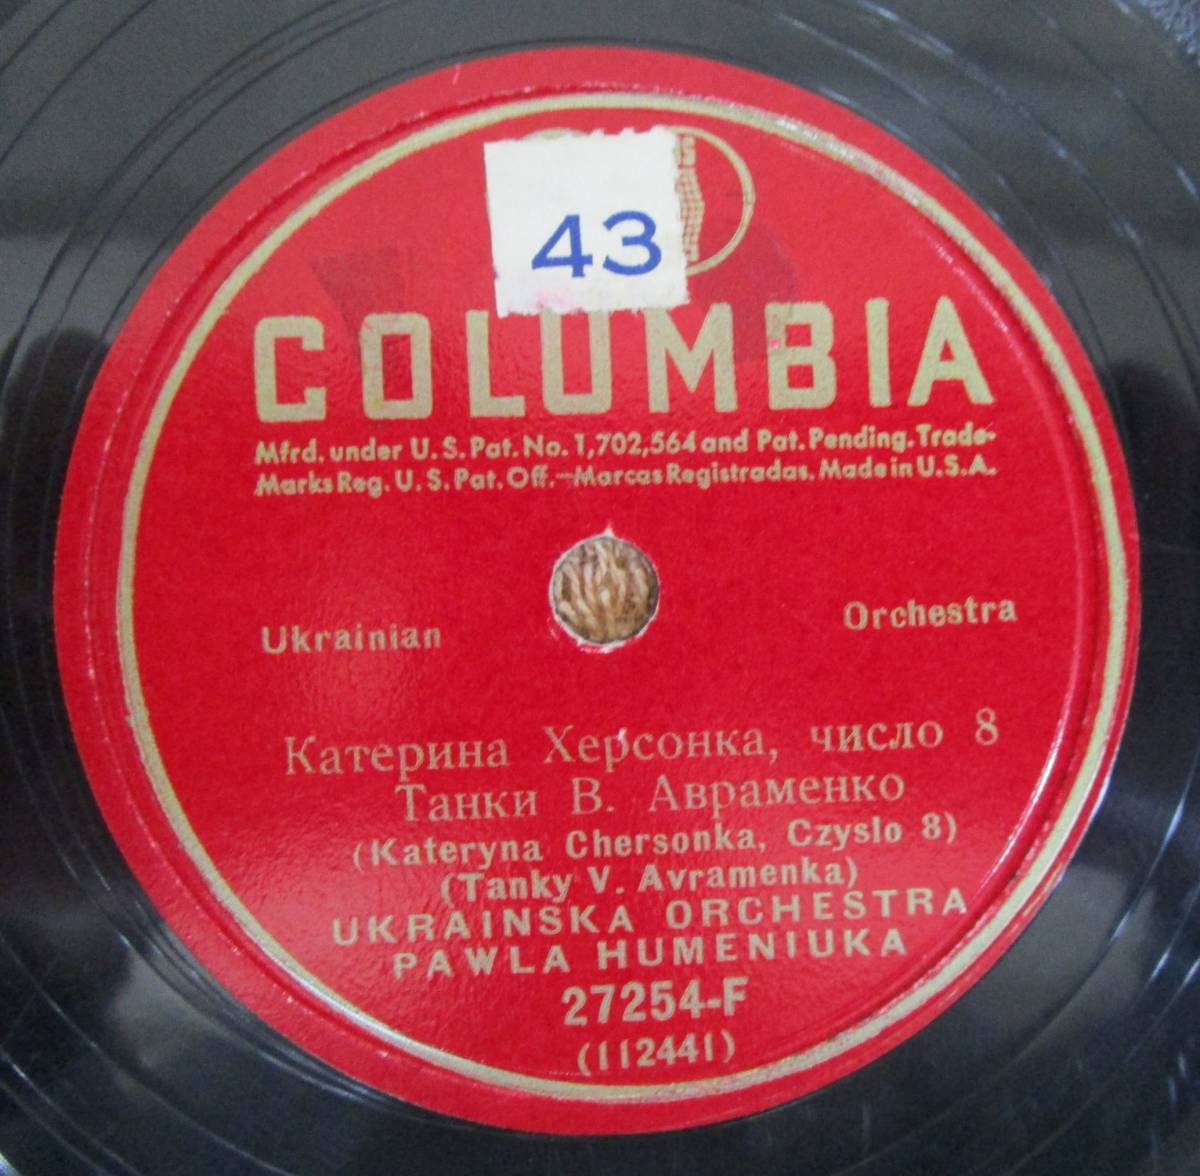 43
COLUMBIA
Mfrd. under U.S. Pat. No. 1,702,564 and Pat. Pending. Trade-
Marks Reg. U.S. Pat. Off.—Marcas Registradas. Made in U.S.A.
Ukrainian
Orchestra
Катерина Херсонка, число 8
Танки В. Авраменко
(Kateryna Chersonka, Czyslo 8)
(Tanky V. Avramenka)
UKRAINSKA ORCHESTRA
PAWLA HUMENIUKA
27254-F
(112441)